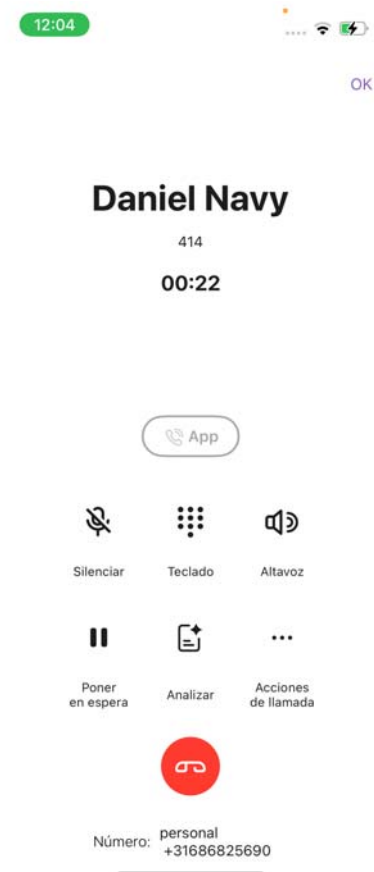 12:04
OK
Daniel Navy
414
00:22
App
Silenciar Teclado Altavoz
Poner
en espera
Analizar
Acciones
de llamada
Número: personal
+31686825690